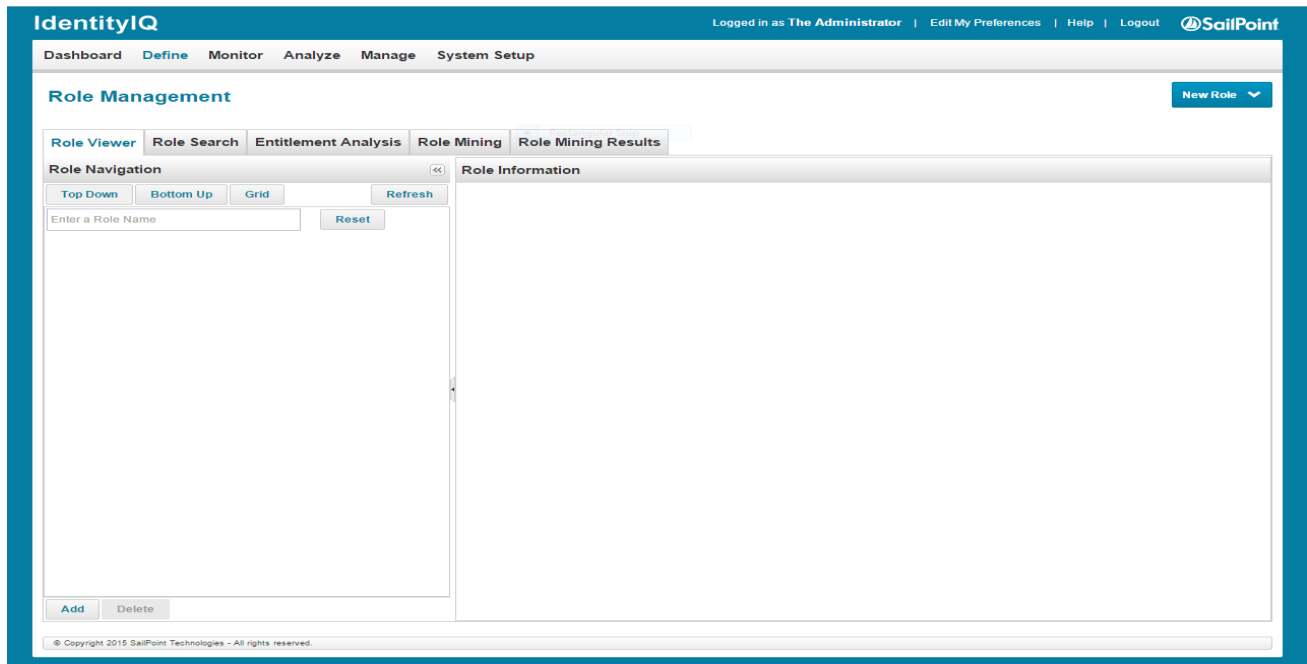 IdentityIQ Logged in as The Administrator | Edit My Preferences | Help | Logout SailPoint
Dashboard Define Monitor Analyze Manage System Setup
Role Management New Role
Rectangular Snip
Role Viewer Role Search Entitlement Analysis Role Mining Role Mining Results
Role Navigation Role Information
Top Down Bottom Up Grid Refresh
Enter a Role Name Reset
Add Delete
© Copyright 2015 SailPoint Technologies - All rights reserved.